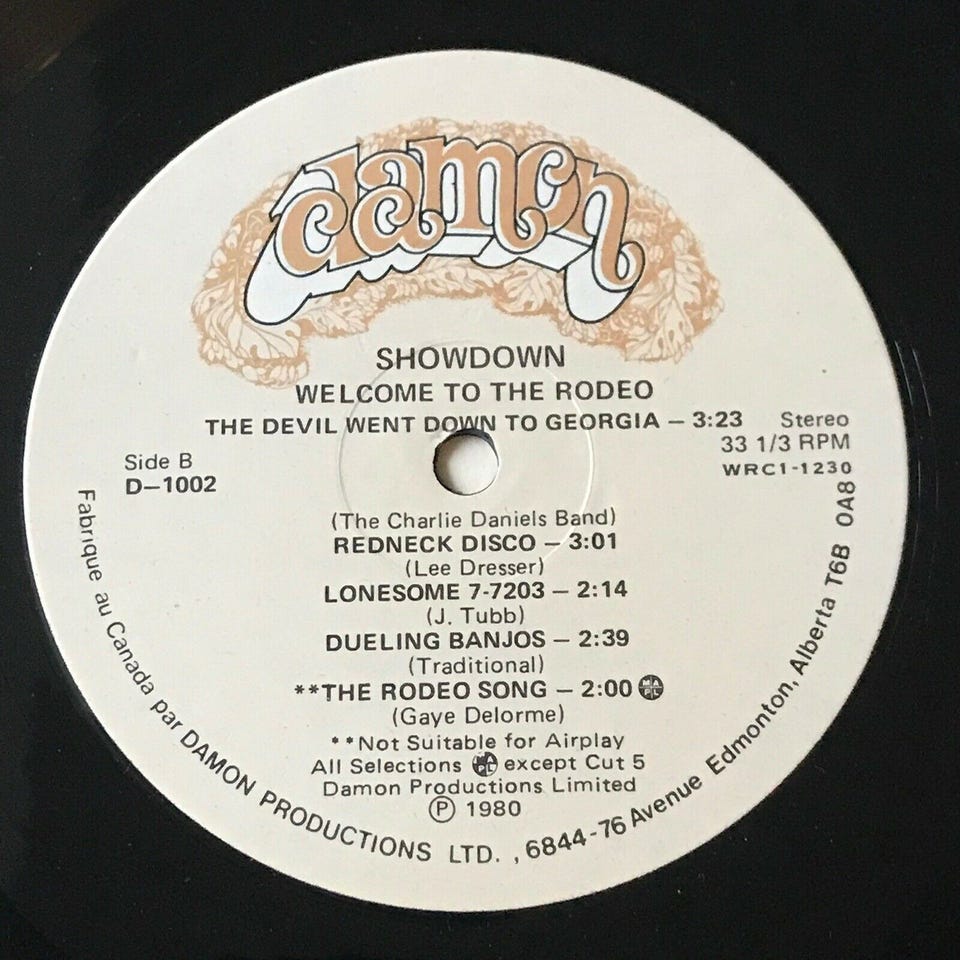 damon
SHOWDOWN
WELCOME TO THE RODEO
THE DEVIL WENT DOWN TO GEORGIA – 3:23
Stereo
33 1/3 RPM
WRC1-1230
Side B
D–1002
(The Charlie Daniels Band)
REDNECK DISCO – 3:01
(Lee Dresser)
LONESOME 7-7203 – 2:14
(J. Tubb)
DUELING BANJOS – 2:39
(Traditional)
**THE RODEO SONG – 2:00 MAPL
(Gaye Delorme)
**Not Suitable for Airplay
All Selections MAPL except Cut 5
Damon Productions Limited
Ⓟ 1980
Fabrique au Canada par DAMON PRODUCTIONS LTD. , 6844-76 Avenue Edmonton, Alberta T6B 0A8